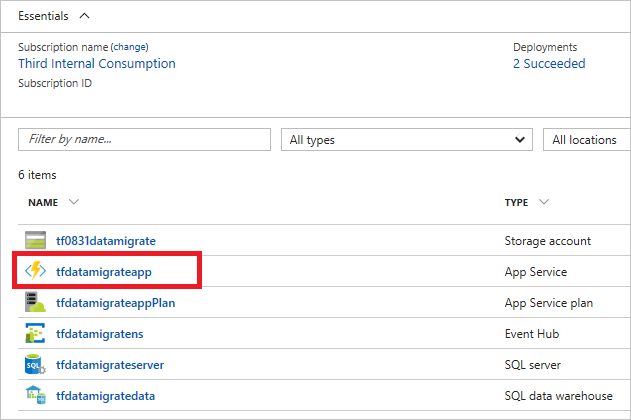 Essentials
Subscription name (change)
Deployments
Third Internal Consumption
2 Succeeded
Subscription ID
Filter by name...
All types
All locations
6 items
NAME
TYPE
tf0831datamigrate
Storage account
tfdatamigrateapp
App Service
tfdatamigrateappPlan
App Service plan
tfdatamigratens
Event Hub
SQL
tfdatamigrateserver
SQL server
tfdatamigratedata
SQL data warehouse